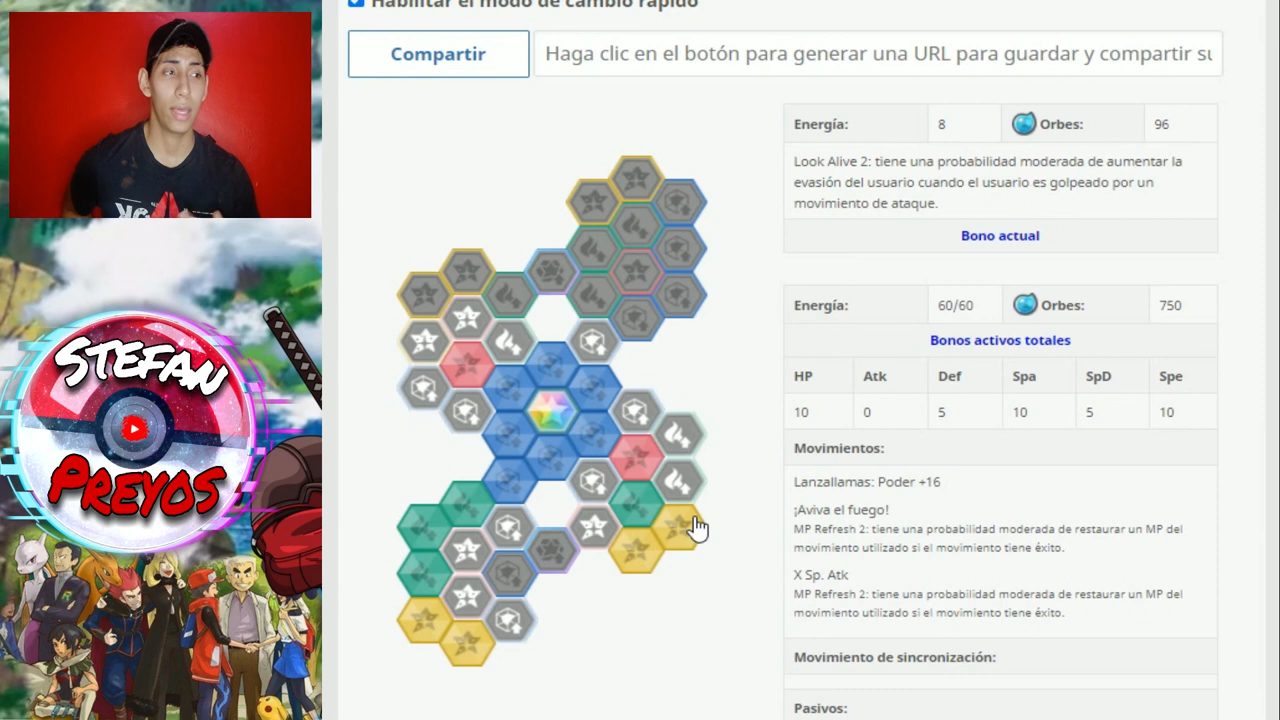 Habilitar el modo de cambio rápido
Compartir
Haga clic en el botón para generar una URL para guardar y compartir su
Energía: 8 Orbes: 96
Look Alive 2: tiene una probabilidad moderada de aumentar la
evasión del usuario cuando el usuario es golpeado por un
movimiento de ataque.
Bono actual
Energía: 60/60 Orbes: 750
Bonos activos totales
HP Atk Def Spa SpD Spe
10 0 5 10 5 10
Movimientos:
Lanzallamas: Poder +16
¡Aviva el fuego!
MP Refresh 2: tiene una probabilidad moderada de restaurar un MP del
movimiento utilizado si el movimiento tiene éxito.
X Sp. Atk
MP Refresh 2: tiene una probabilidad moderada de restaurar un MP del
movimiento utilizado si el movimiento tiene éxito.
Movimiento de sincronización:
Pasivos:
STEFAN
PREYOS